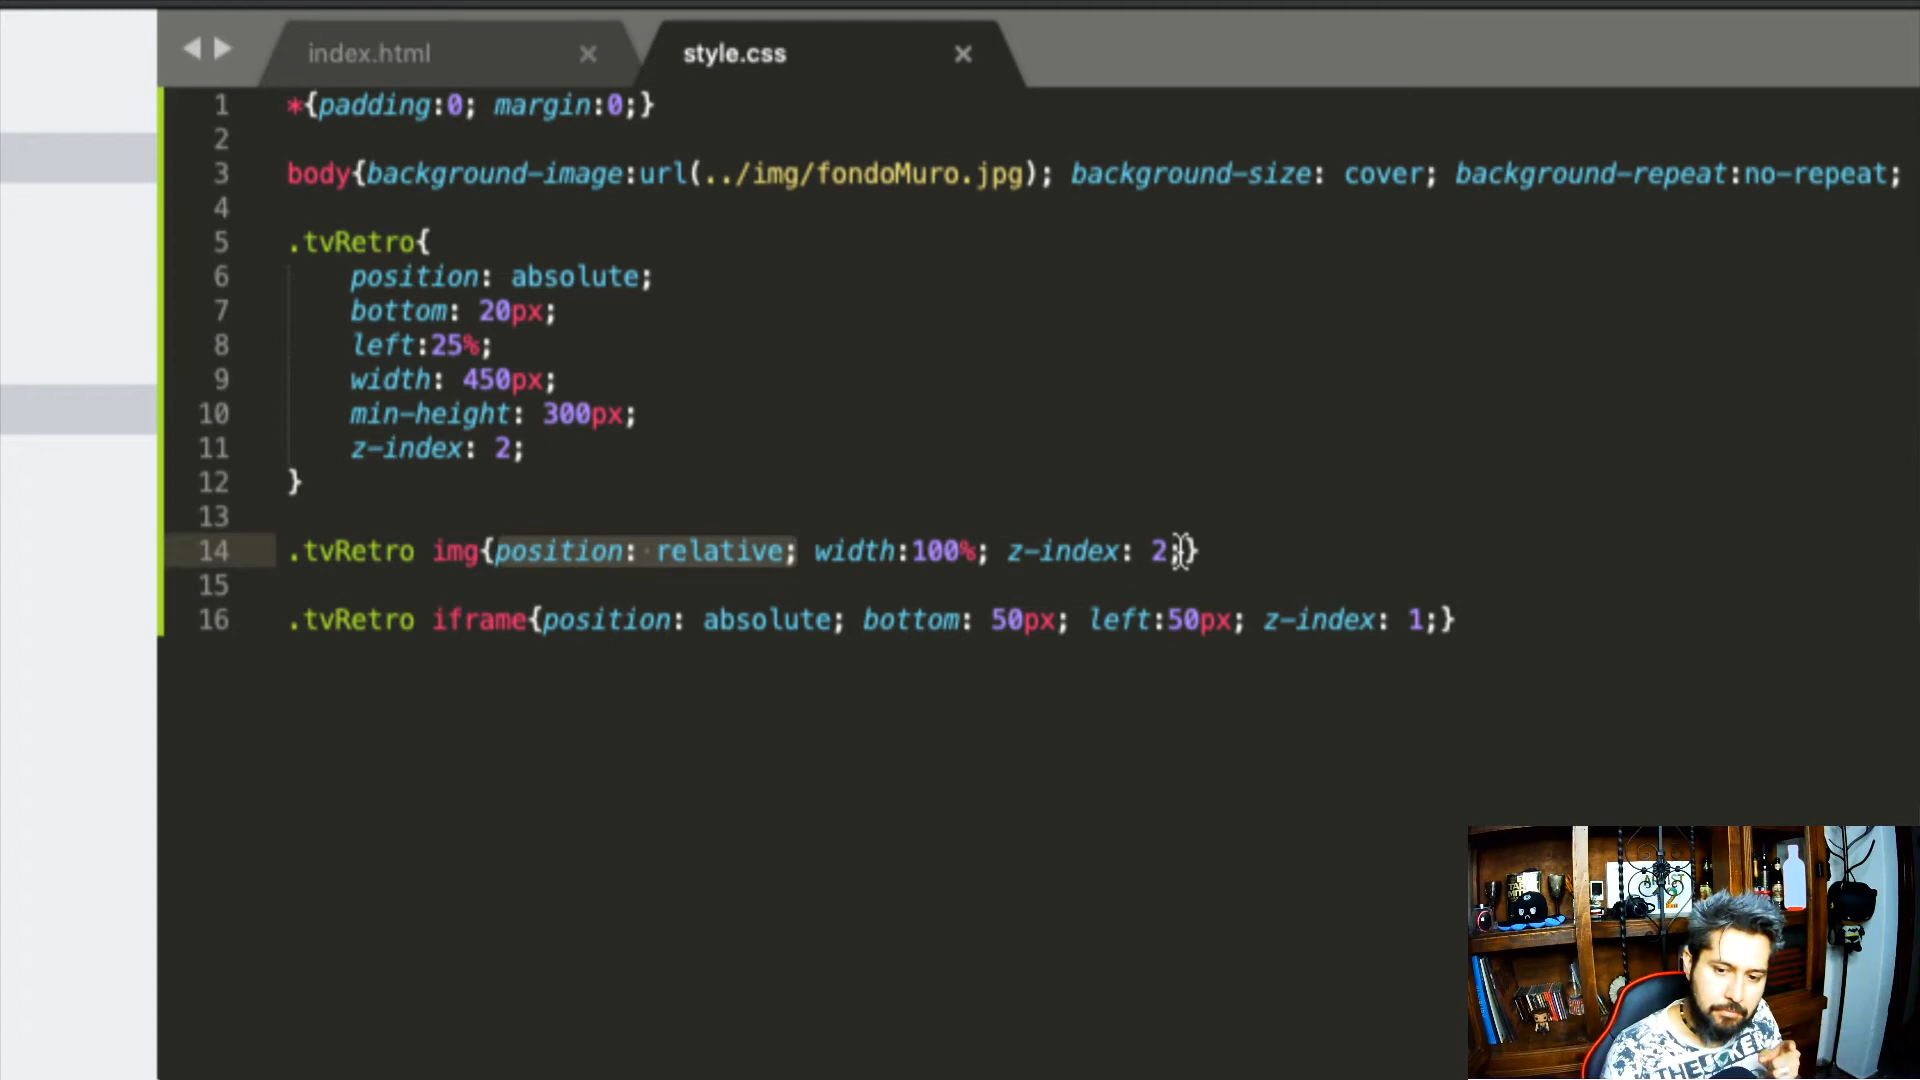 index.html × style.css ×
1 *{padding:0; margin:0;}
2
3 body{background-image:url(../img/fondoMuro.jpg); background-size: cover; background-repeat:no-repeat;
4
5 .tvRetro{
6 position: absolute;
7 bottom: 20px;
8 left:25%;
9 width: 450px;
10 min-height: 300px;
11 z-index: 2;
12 }
13
14 .tvRetro img{position: relative; width:100%; z-index: 2;}
15
16 .tvRetro iframe{position: absolute; bottom: 50px; left:50px; z-index: 1;}